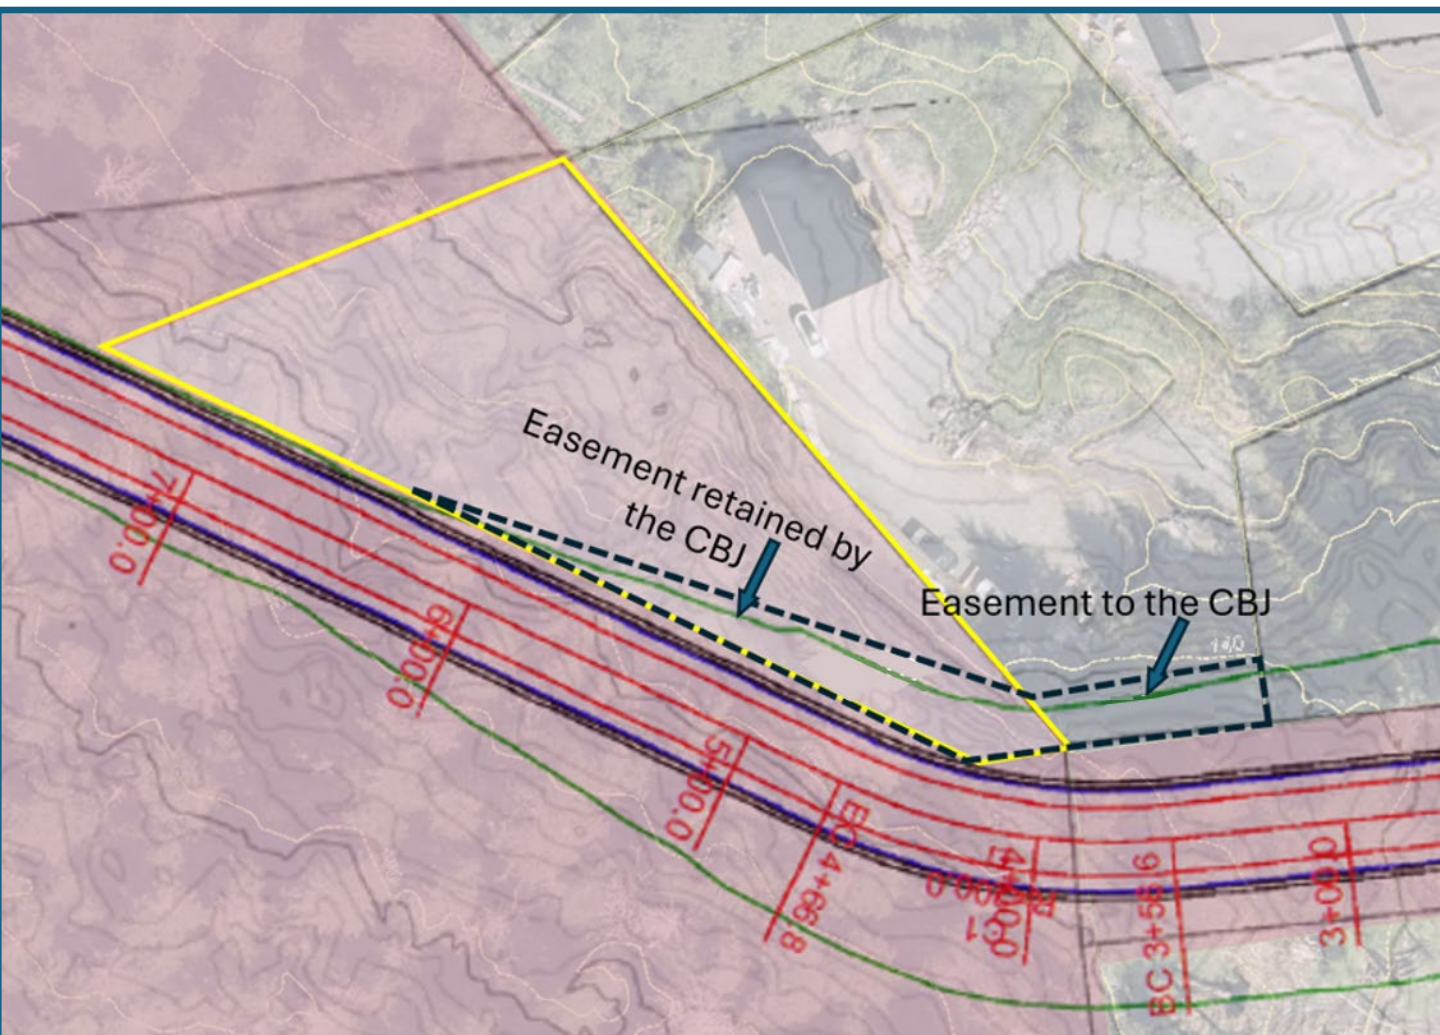 Easement retained by
the CBJ
Easement to the CBJ
7+00.0
6+00.0
5+00.0
EC 4+66.8
4+00.0
BC 3+56.6
3+00.0